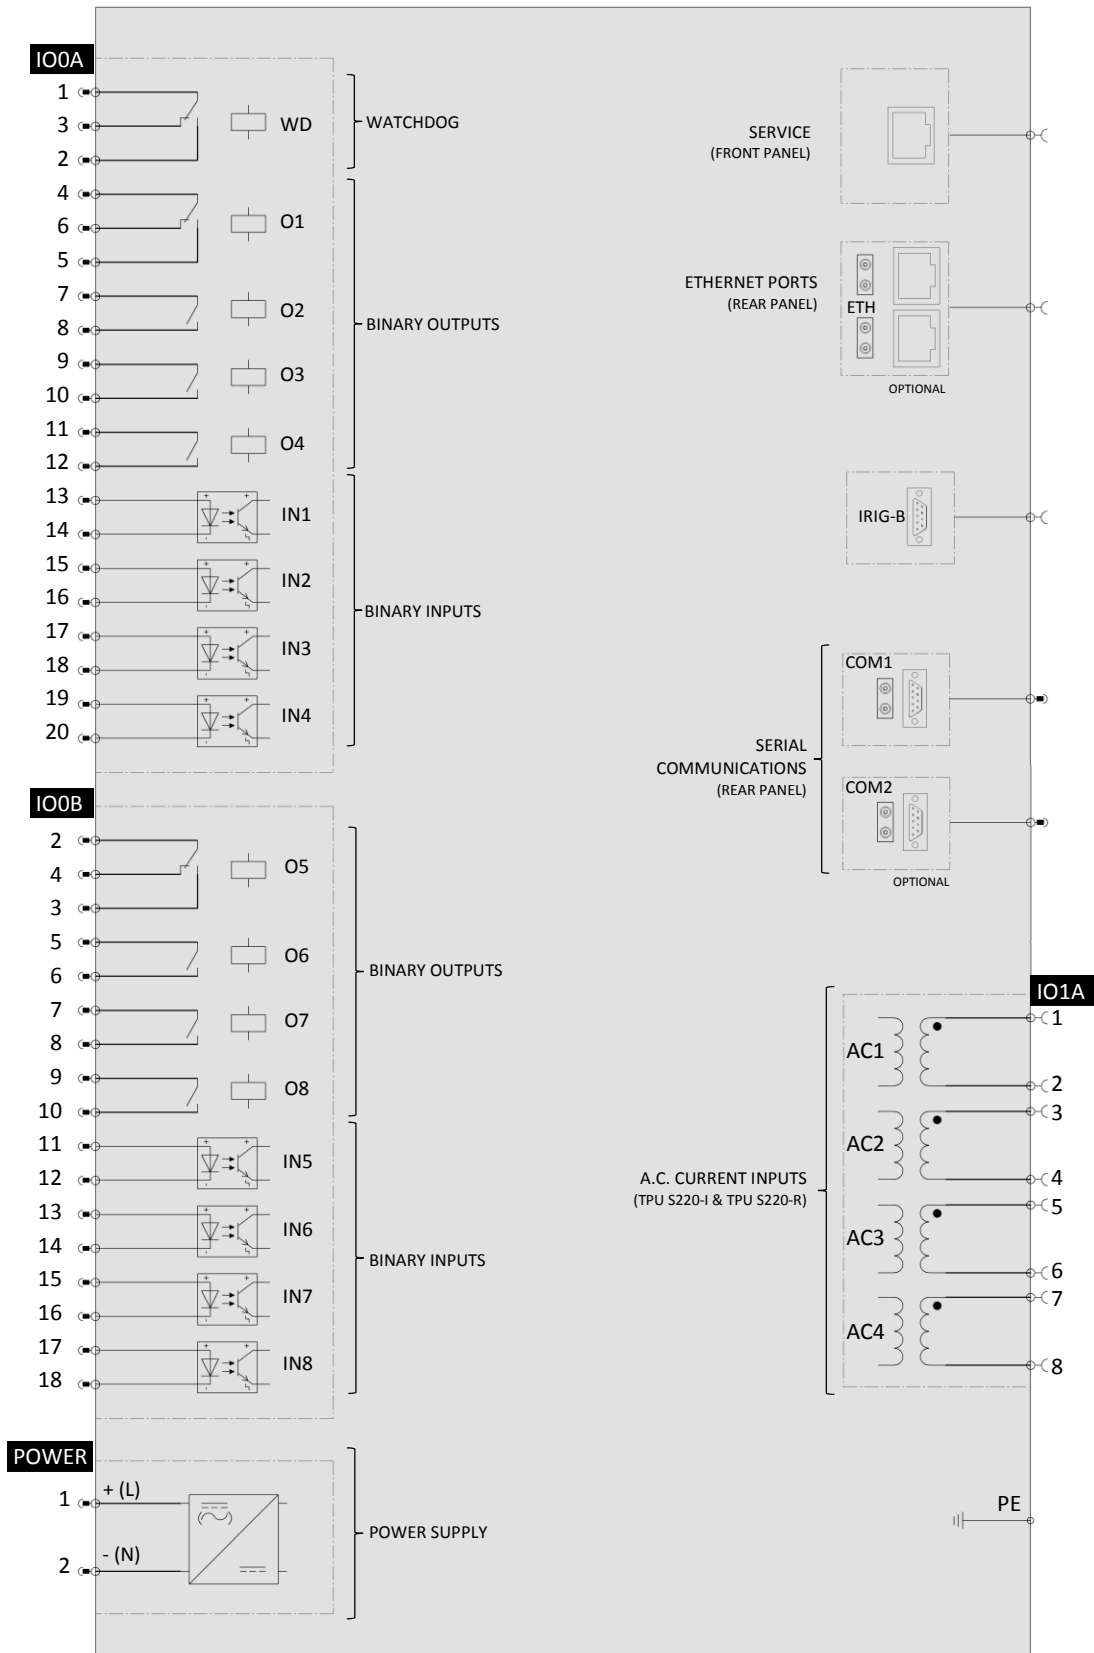 IO0A
1
3
WD
WATCHDOG
2
4
6
O1
5
7
O2
8
BINARY OUTPUTS
9
O3
10
11
O4
12
13
IN1
14
15
IN2
16
BINARY INPUTS
17
IN3
18
19
IN4
20
IO0B
2
4
O5
3
5
O6
6
BINARY OUTPUTS
7
O7
8
9
O8
10
11
IN5
12
13
IN6
14
BINARY INPUTS
15
IN7
16
17
IN8
18
POWER
1
+ (L)
POWER SUPPLY
2
- (N)
SERVICE
(FRONT PANEL)
ETHERNET PORTS
(REAR PANEL)
ETH
OPTIONAL
IRIG-B
COM1
SERIAL
COMMUNICATIONS
(REAR PANEL)
COM2
OPTIONAL
IO1A
1
AC1
2
3
AC2
4
A.C. CURRENT INPUTS
(TPU S220-I & TPU S220-R)
5
AC3
6
7
AC4
8
PE